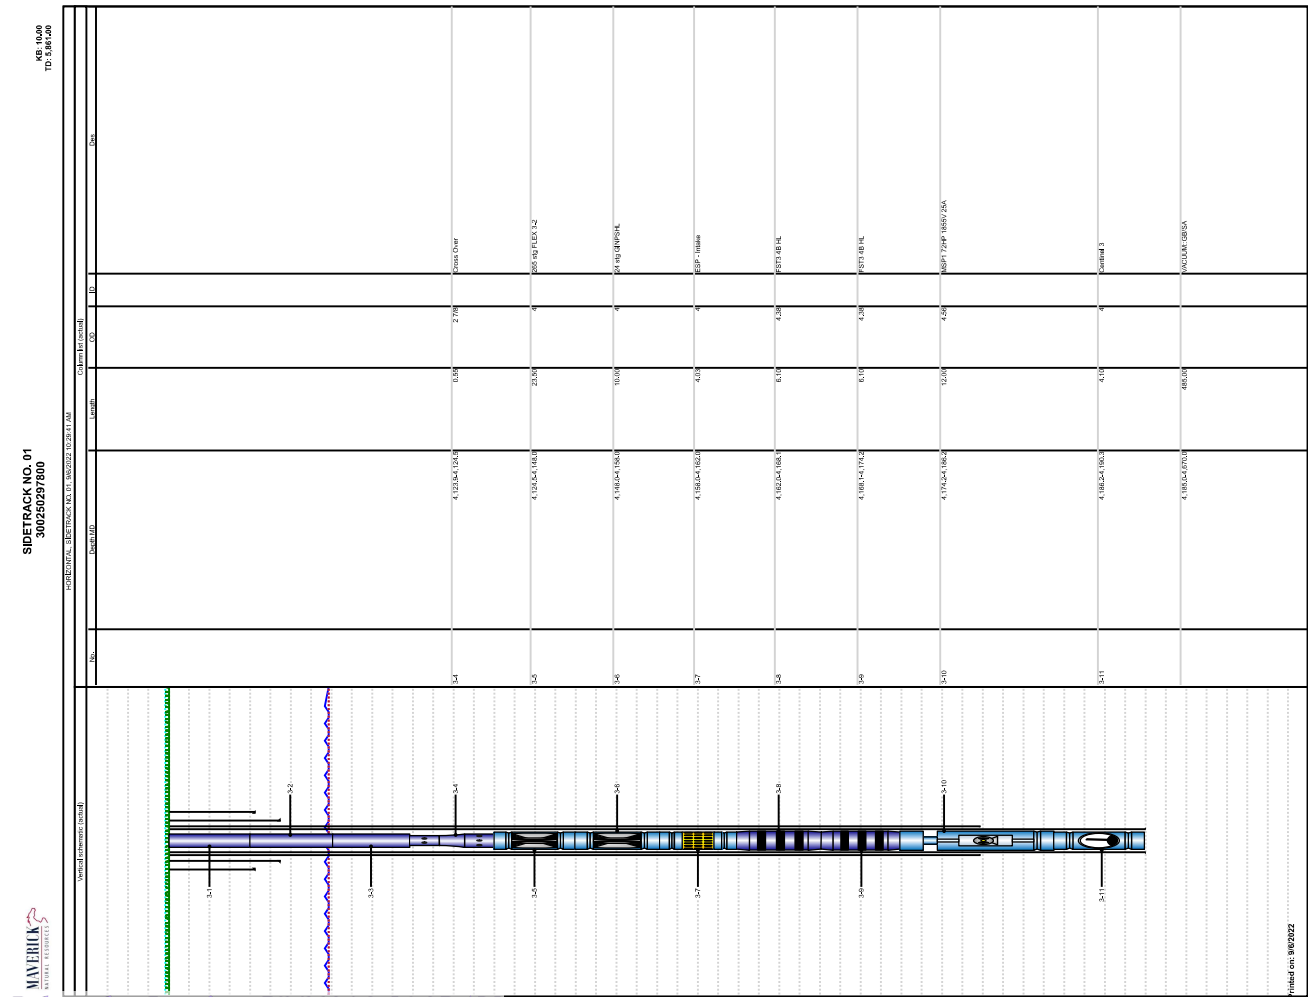 MAVERICK
NATURAL RESOURCES
SIDETRACK NO. 01
300250297800
KB: 10.00
TD: 5,861.00
HORIZONTAL, SIDETRACK NO. 01, 9/6/2022 10:29:41 AM
Vertical schematic (actual)
Column list (actual)
No. Depth MD Length OD ID Des
3-4 4,123.9-4,124.5 0.55 2 7/8 Cross Over
3-5 4,124.5-4,148.0 23.50 4 265 stg FLEX 3-2
3-6 4,148.0-4,158.0 10.00 4 24 stg GINPSHL
3-7 4,158.0-4,162.0 4.03 4 ESP - Intake
3-8 4,162.0-4,168.1 6.10 4.38 FST3 4B HL
3-9 4,168.1-4,174.2 6.10 4.38 FST3 4B HL
3-10 4,174.2-4,186.2 12.00 4.56 MSP1 72HP 1855V 25A
3-11 4,186.2-4,190.3 4.10 4 Centinel 3
4,185.0-4,670.0 485.00 VACUUM: GB/SA
3-2
3-4
3-6
3-8
3-10
3-1
3-3
3-5
3-7
3-9
3-11
Printed on: 9/6/2022